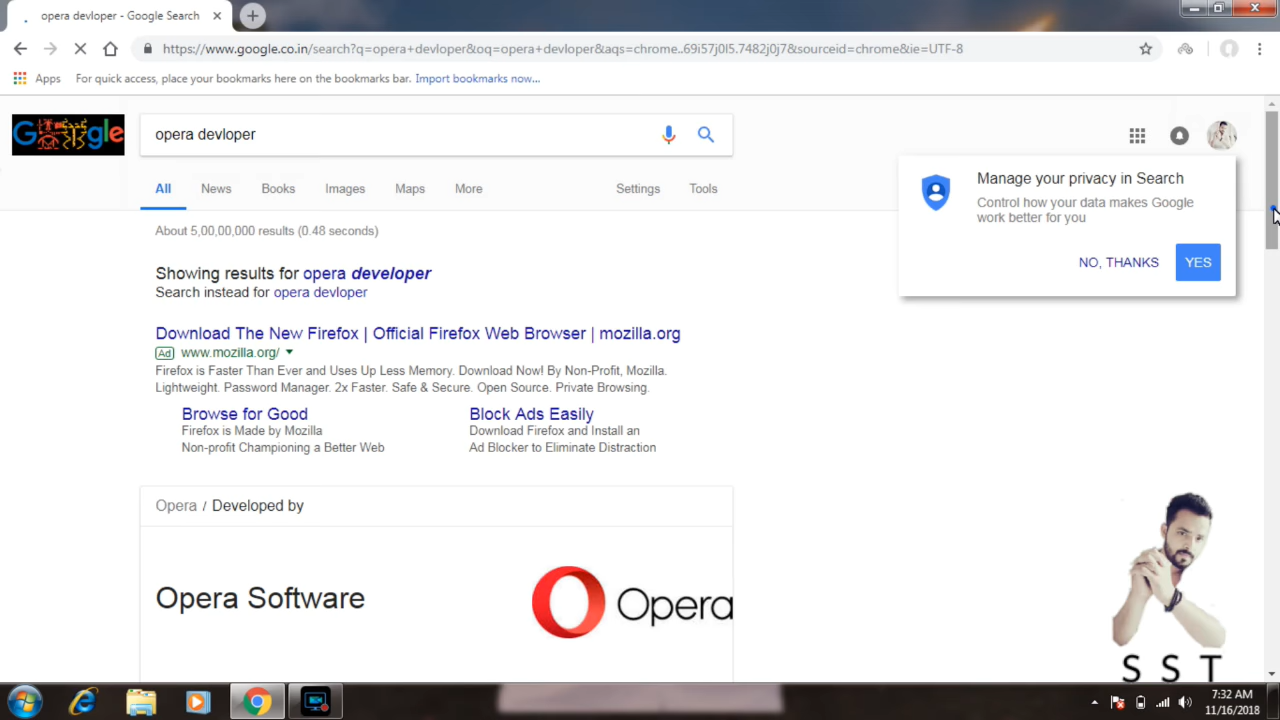 opera devloper - Google Search
https://www.google.co.in/search?q=opera+devloper&oq=opera+devloper&aqs=chrome..69i57j0l5.7482j0j7&sourceid=chrome&ie=UTF-8
Apps For quick access, place your bookmarks here on the bookmarks bar. Import bookmarks now...
Google
opera devloper
All News Books Images Maps More Settings Tools
Manage your privacy in Search
Control how your data makes Google
work better for you
NO, THANKS YES
About 5,00,00,000 results (0.48 seconds)
Showing results for opera developer
Search instead for opera devloper
Download The New Firefox | Official Firefox Web Browser | mozilla.org
Ad www.mozilla.org/
Firefox is Faster Than Ever and Uses Up Less Memory. Download Now! By Non-Profit, Mozilla.
Lightweight. Password Manager. 2x Faster. Safe & Secure. Open Source. Private Browsing.
Browse for Good
Firefox is Made by Mozilla
Non-profit Championing a Better Web
Block Ads Easily
Download Firefox and Install an
Ad Blocker to Eliminate Distraction
Opera / Developed by
Opera Software
Opera
S S T
7:32 AM
11/16/2018